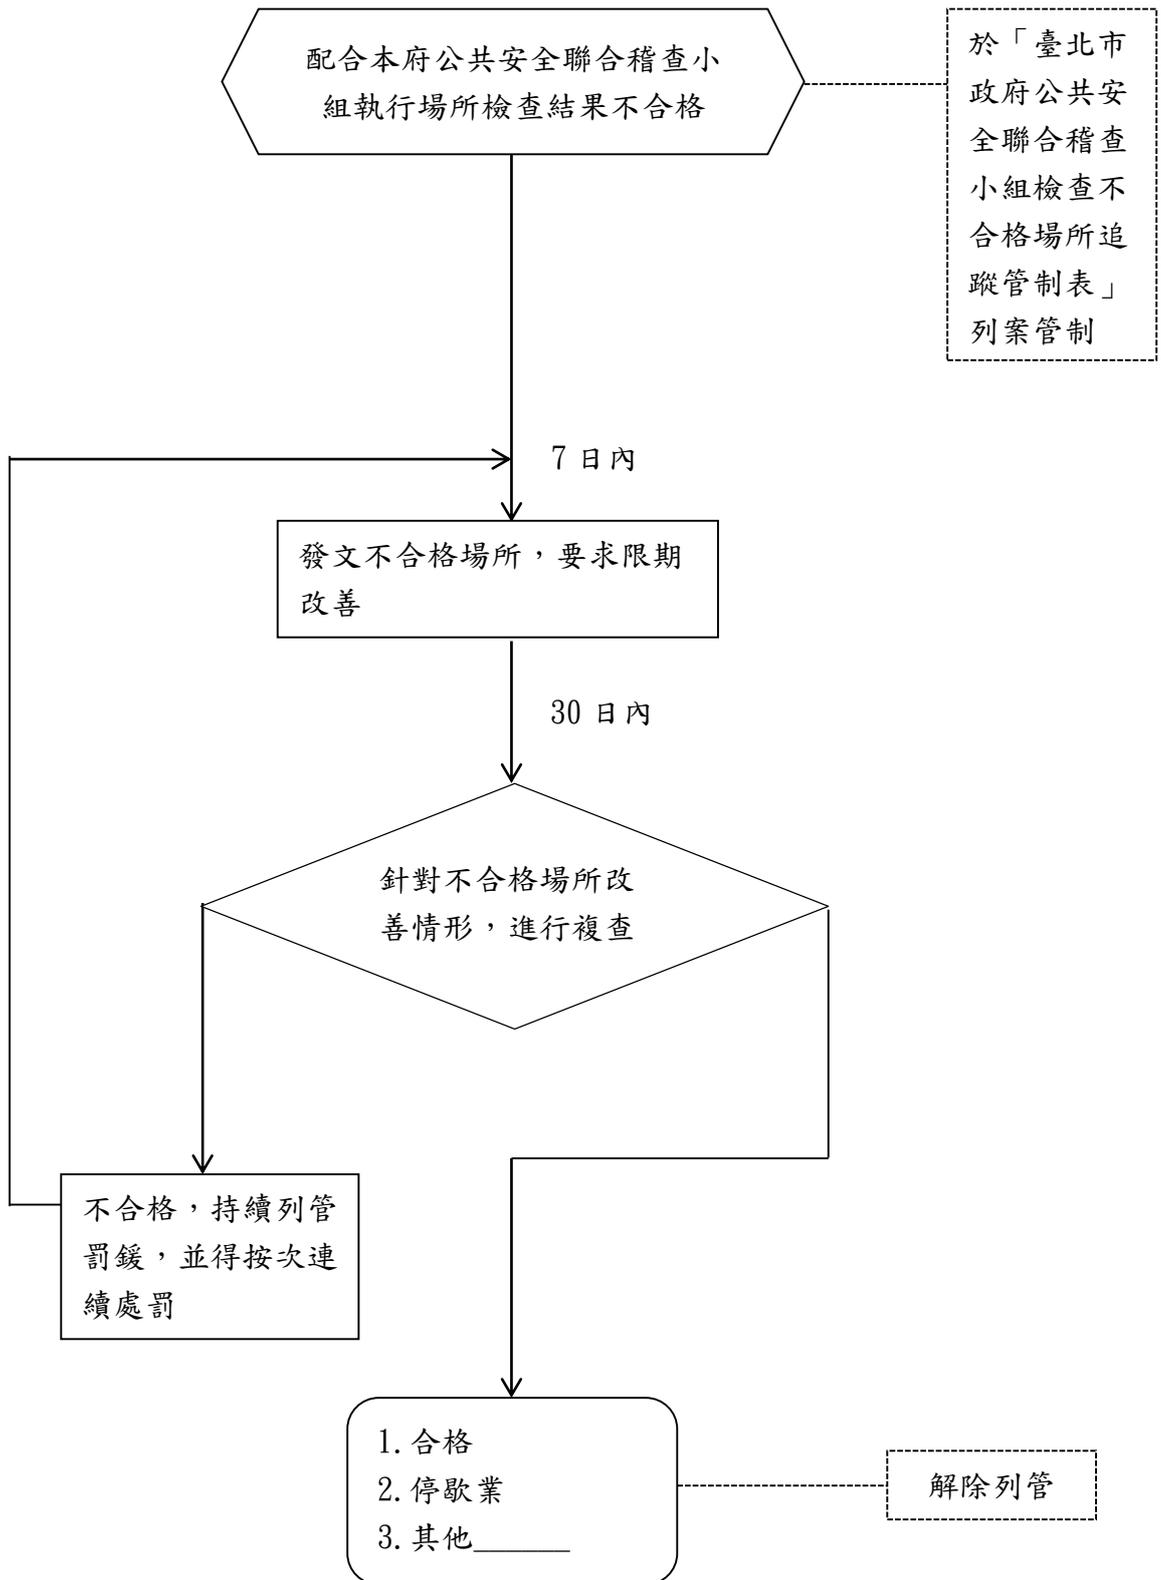 配合本府公共安全聯合稽查小
組執行場所檢查結果不合格
於「臺北市
政府公共安
全聯合稽查
小組檢查不
合格場所追
蹤管制表」
列案管制
7 日內
發文不合格場所，要求限期
改善
30 日內
針對不合格場所改
善情形，進行複查
不合格，持續列管
罰鍰，並得按次連
續處罰
1. 合格
2. 停歇業
3. 其他______
解除列管